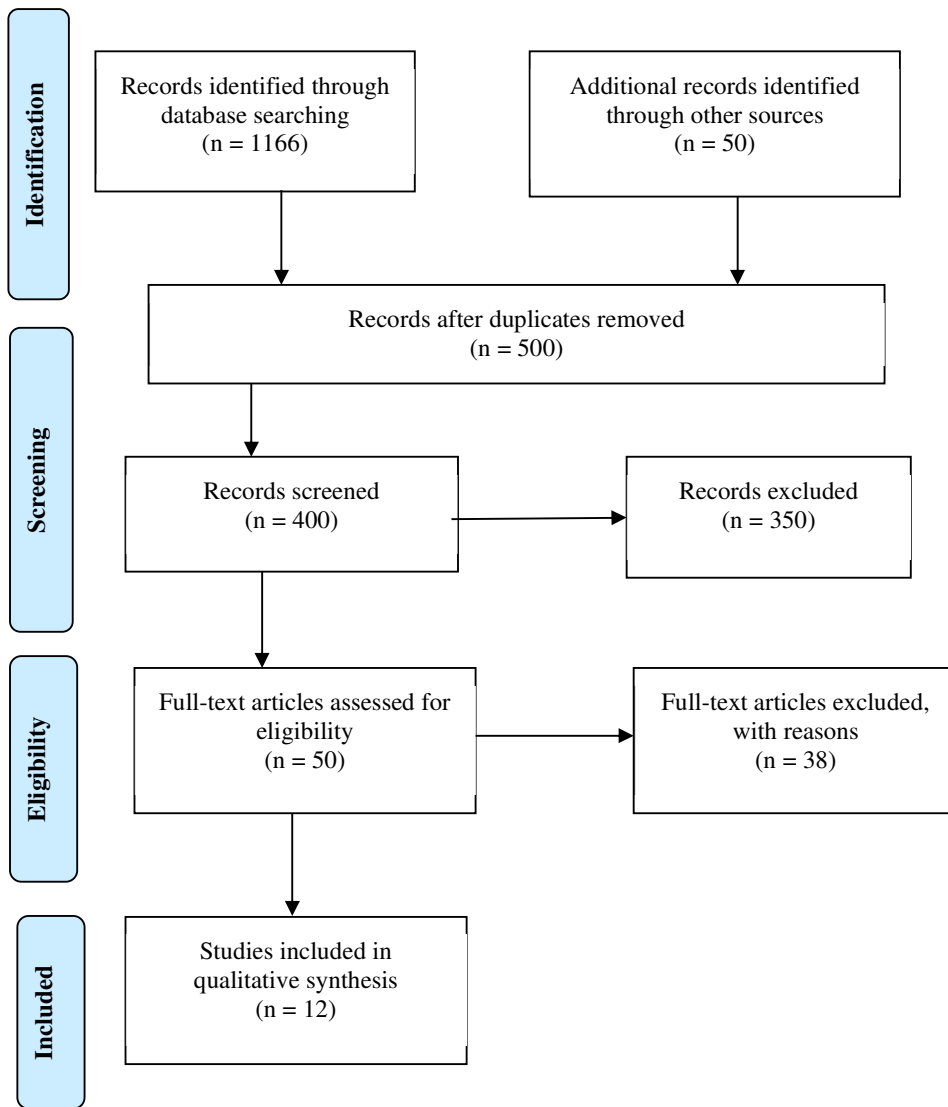 Identification
Records identified through
database searching
(n = 1166)
Additional records identified
through other sources
(n = 50)
Records after duplicates removed
(n = 500)
Screening
Records screened
(n = 400)
Records excluded
(n = 350)
Eligibility
Full-text articles assessed for
eligibility
(n = 50)
Full-text articles excluded,
with reasons
(n = 38)
Included
Studies included in
qualitative synthesis
(n = 12)